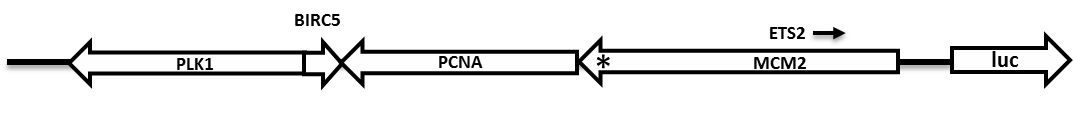 BIRC5
ETS2
PLK1
PCNA
*
MCM2
luc